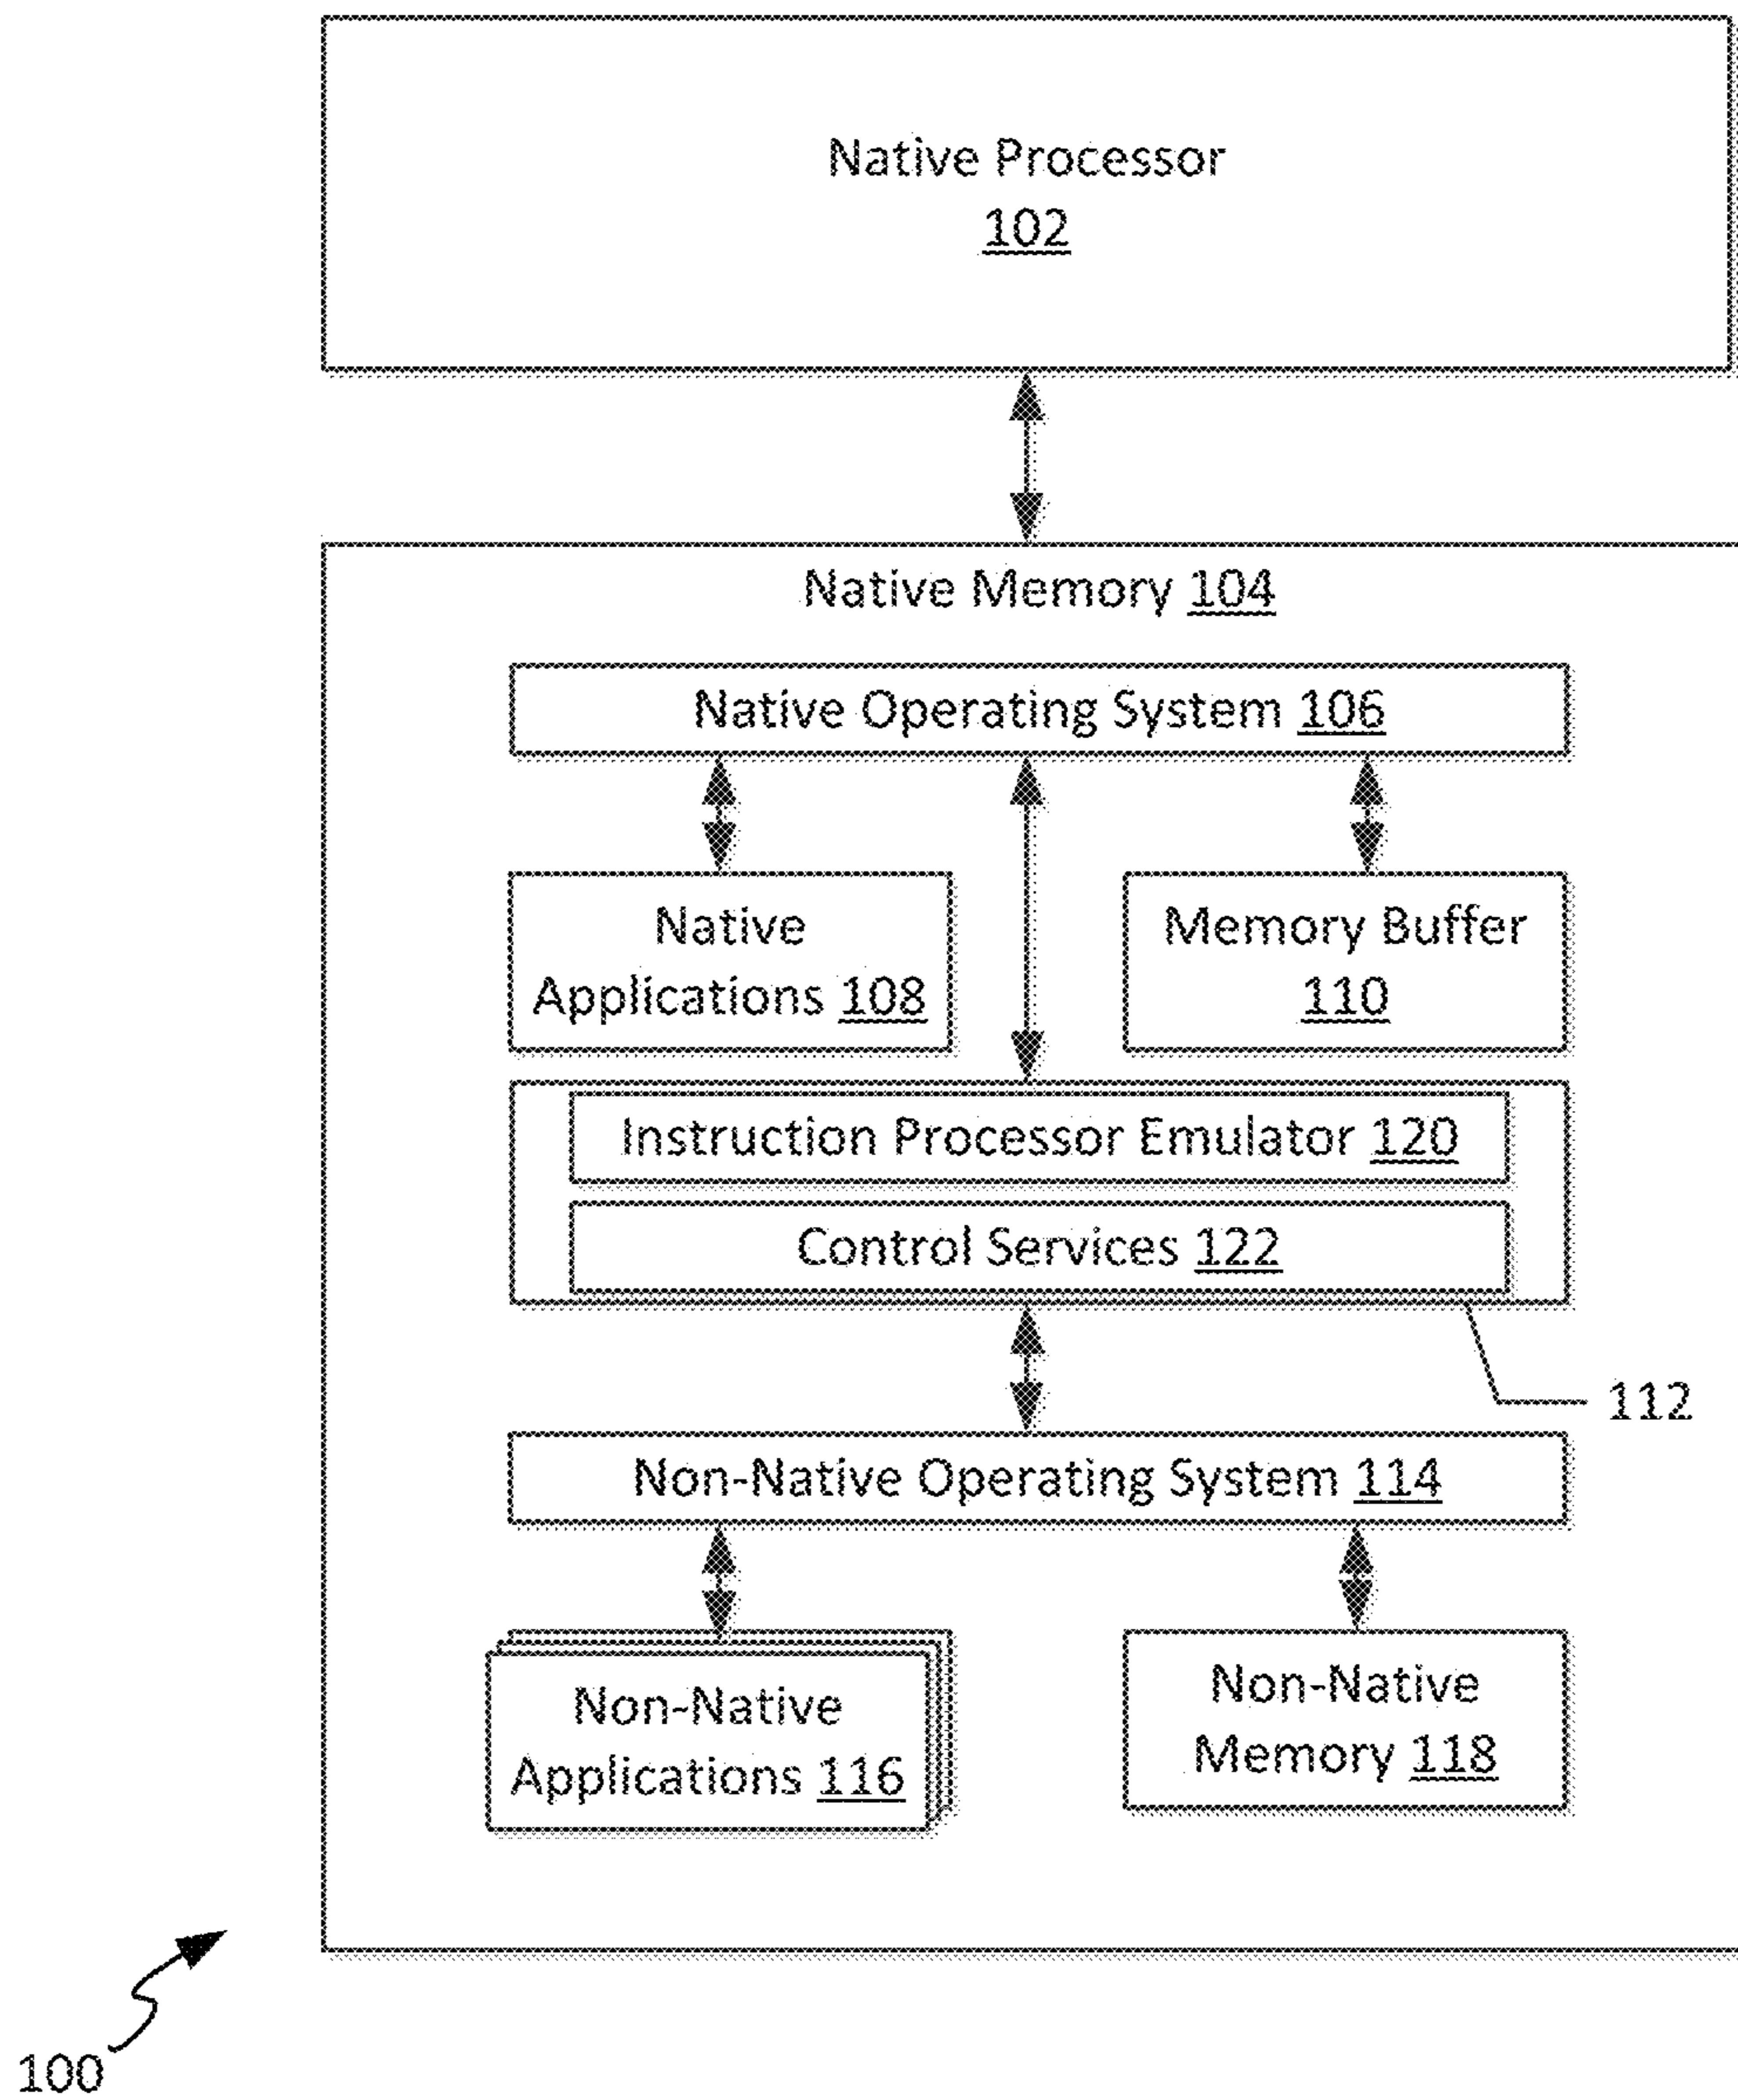 Native Processor
102
Native Memory 104
Native Operating System 106
Native
Applications 108
Memory Buffer
110
Instruction Processor Emulator 120
Control Services 122
112
Non-Native Operating System 114
Non-Native
Applications 116
Non-Native
Memory 118
100